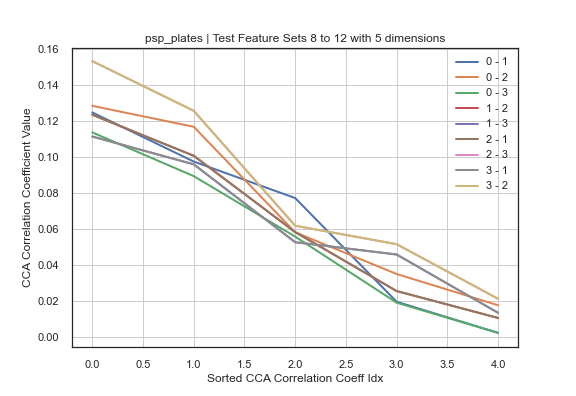 psp_plates | Test Feature Sets 8 to 12 with 5 dimensions
CCA Correlation Coefficient Value
0.16
0.14
0.12
0.10
0.08
0.06
0.04
0.02
0.00
0 - 1
0 - 2
0 - 3
1 - 2
1 - 3
2 - 1
2 - 3
3 - 1
3 - 2
0.0 0.5 1.0 1.5 2.0 2.5 3.0 3.5 4.0
Sorted CCA Correlation Coeff Idx